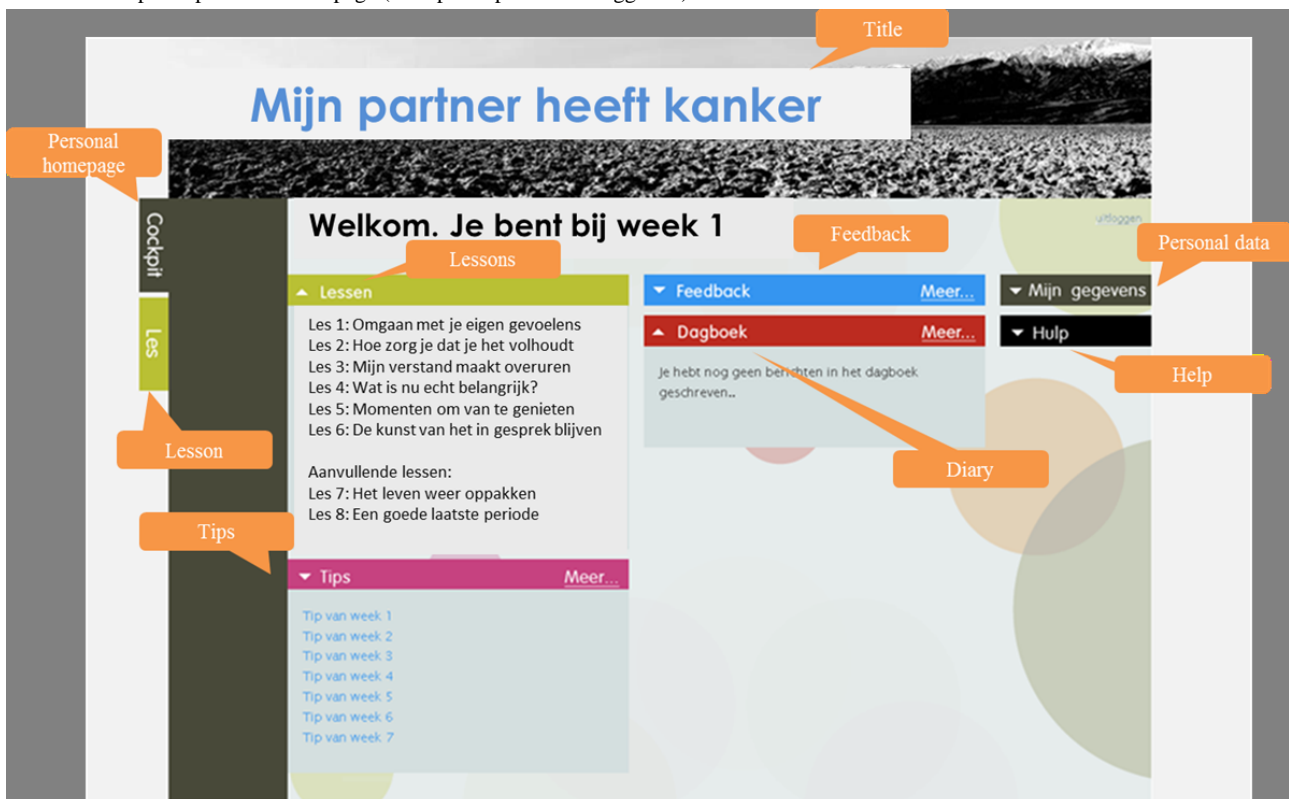 Title
Mijn partner heeft kanker
Personal
homepage
Cockpit
Les
Welkom. Je bent bij week 1
uitloggen
Feedback
Personal data
Lessons
Lessen
Les 1: Omgaan met je eigen gevoelens
Les 2: Hoe zorg je dat je het volhoudt
Les 3: Mijn verstand maakt overuren
Les 4: Wat is nu echt belangrijk?
Les 5: Momenten om van te genieten
Les 6: De kunst van het in gesprek blijven
Aanvullende lessen:
Les 7: Het leven weer oppakken
Les 8: Een goede laatste periode
Feedback Meer...
Dagboek Meer...
Je hebt nog geen berichten in het dagboek
geschreven..
Mijn gegevens
Hulp
Help
Lesson
Diary
Tips
Tips Meer...
Tip van week 1
Tip van week 2
Tip van week 3
Tip van week 4
Tip van week 5
Tip van week 6
Tip van week 7